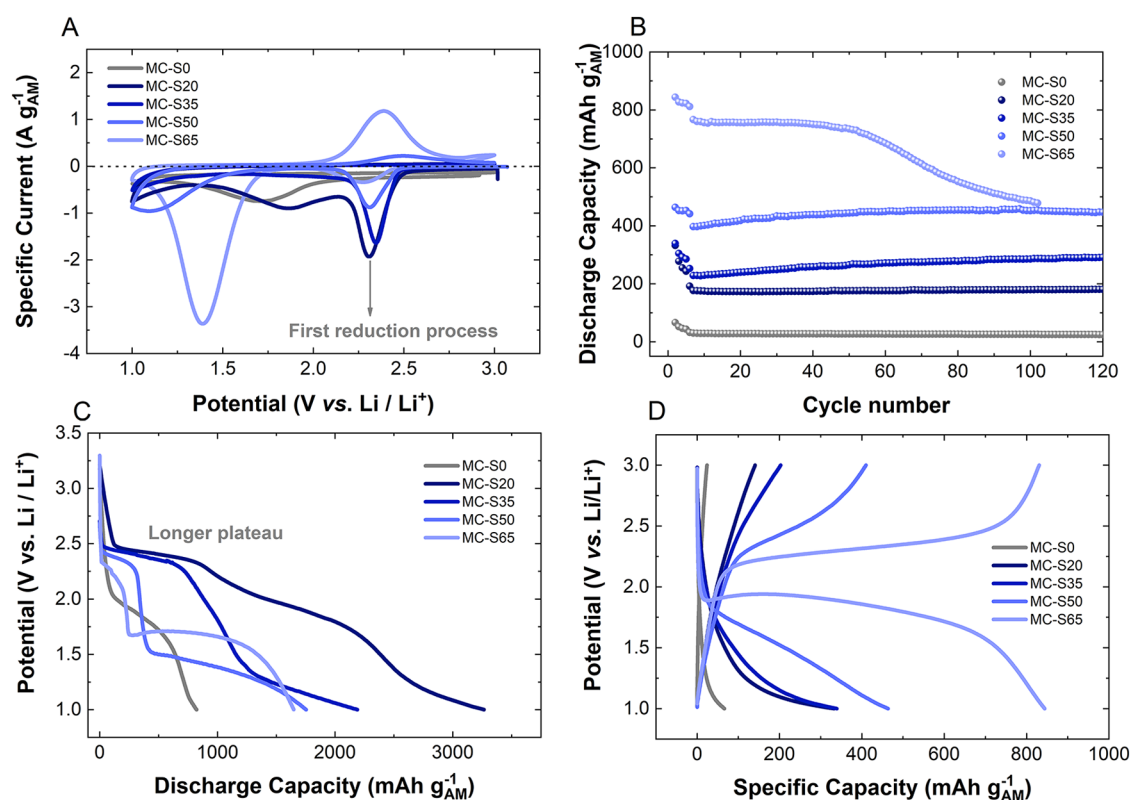 A
MC-S0
MC-S20
MC-S35
MC-S50
MC-S65
First reduction process
2
1
0
-1
-2
-3
-4
1.0
1.5
2.0
2.5
3.0
Specific Current (A g⁻¹AM)
Potential (V vs. Li / Li⁺)
B
MC-S0
MC-S20
MC-S35
MC-S50
MC-S65
1000
800
600
400
200
0
0
20
40
60
80
100
120
Discharge Capacity (mAh g⁻¹AM)
Cycle number
C
MC-S0
MC-S20
MC-S35
MC-S50
MC-S65
Longer plateau
3.5
3.0
2.5
2.0
1.5
1.0
0
1000
2000
3000
Potential (V vs. Li / Li⁺)
Discharge Capacity (mAh g⁻¹AM)
D
MC-S0
MC-S20
MC-S35
MC-S50
MC-S65
3.0
2.5
2.0
1.5
1.0
0
200
400
600
800
1000
Potential (V vs. Li/Li⁺)
Specific Capacity (mAh g⁻¹AM)